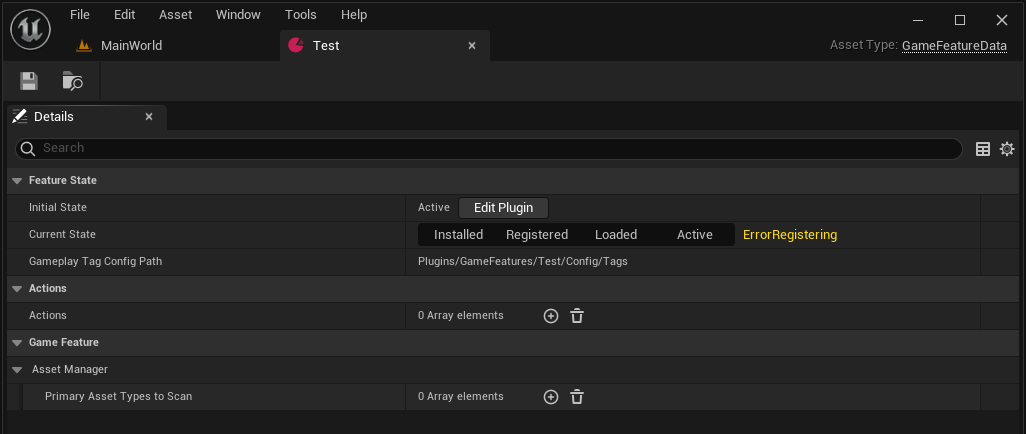 File Edit Asset Window Tools Help
MainWorld Test Asset Type: GameFeatureData
Details
Search
Feature State
Initial State Active Edit Plugin
Current State Installed Registered Loaded Active ErrorRegistering
Gameplay Tag Config Path Plugins/GameFeatures/Test/Config/Tags
Actions
Actions 0 Array elements
Game Feature
Asset Manager
Primary Asset Types to Scan 0 Array elements